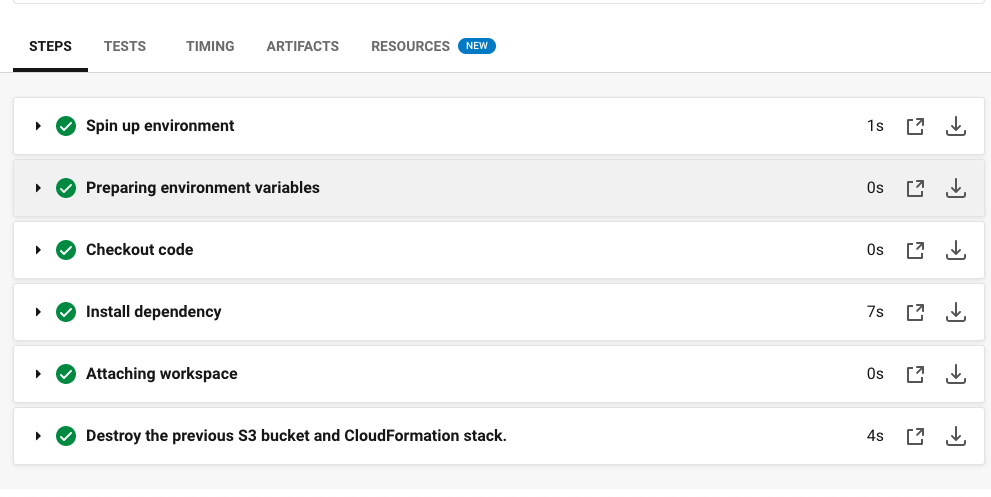 STEPS TESTS TIMING ARTIFACTS RESOURCES NEW
Spin up environment 1s
Preparing environment variables 0s
Checkout code 0s
Install dependency 7s
Attaching workspace 0s
Destroy the previous S3 bucket and CloudFormation stack. 4s